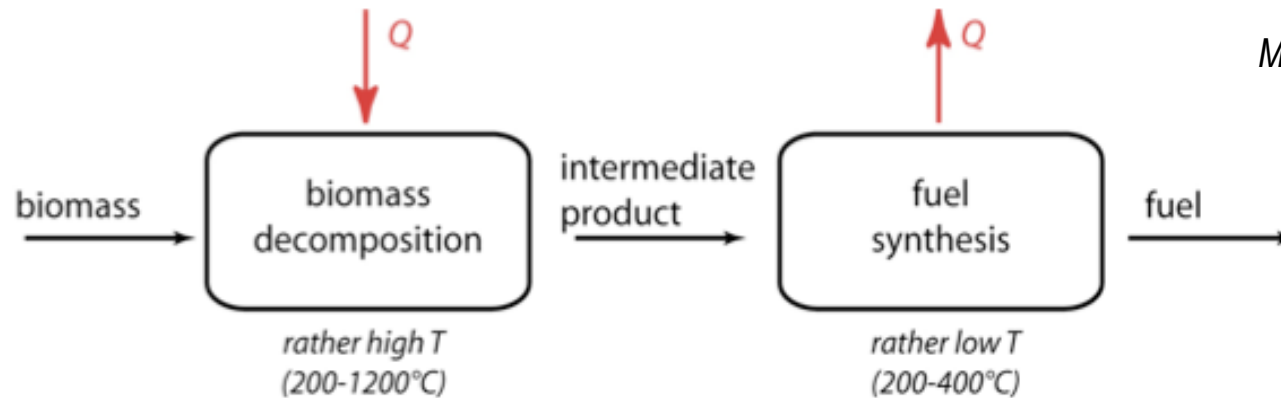 Q
Q
M
biomass
biomass
decomposition
intermediate
product
fuel
synthesis
fuel
rather high T
(200-1200°C)
rather low T
(200-400°C)